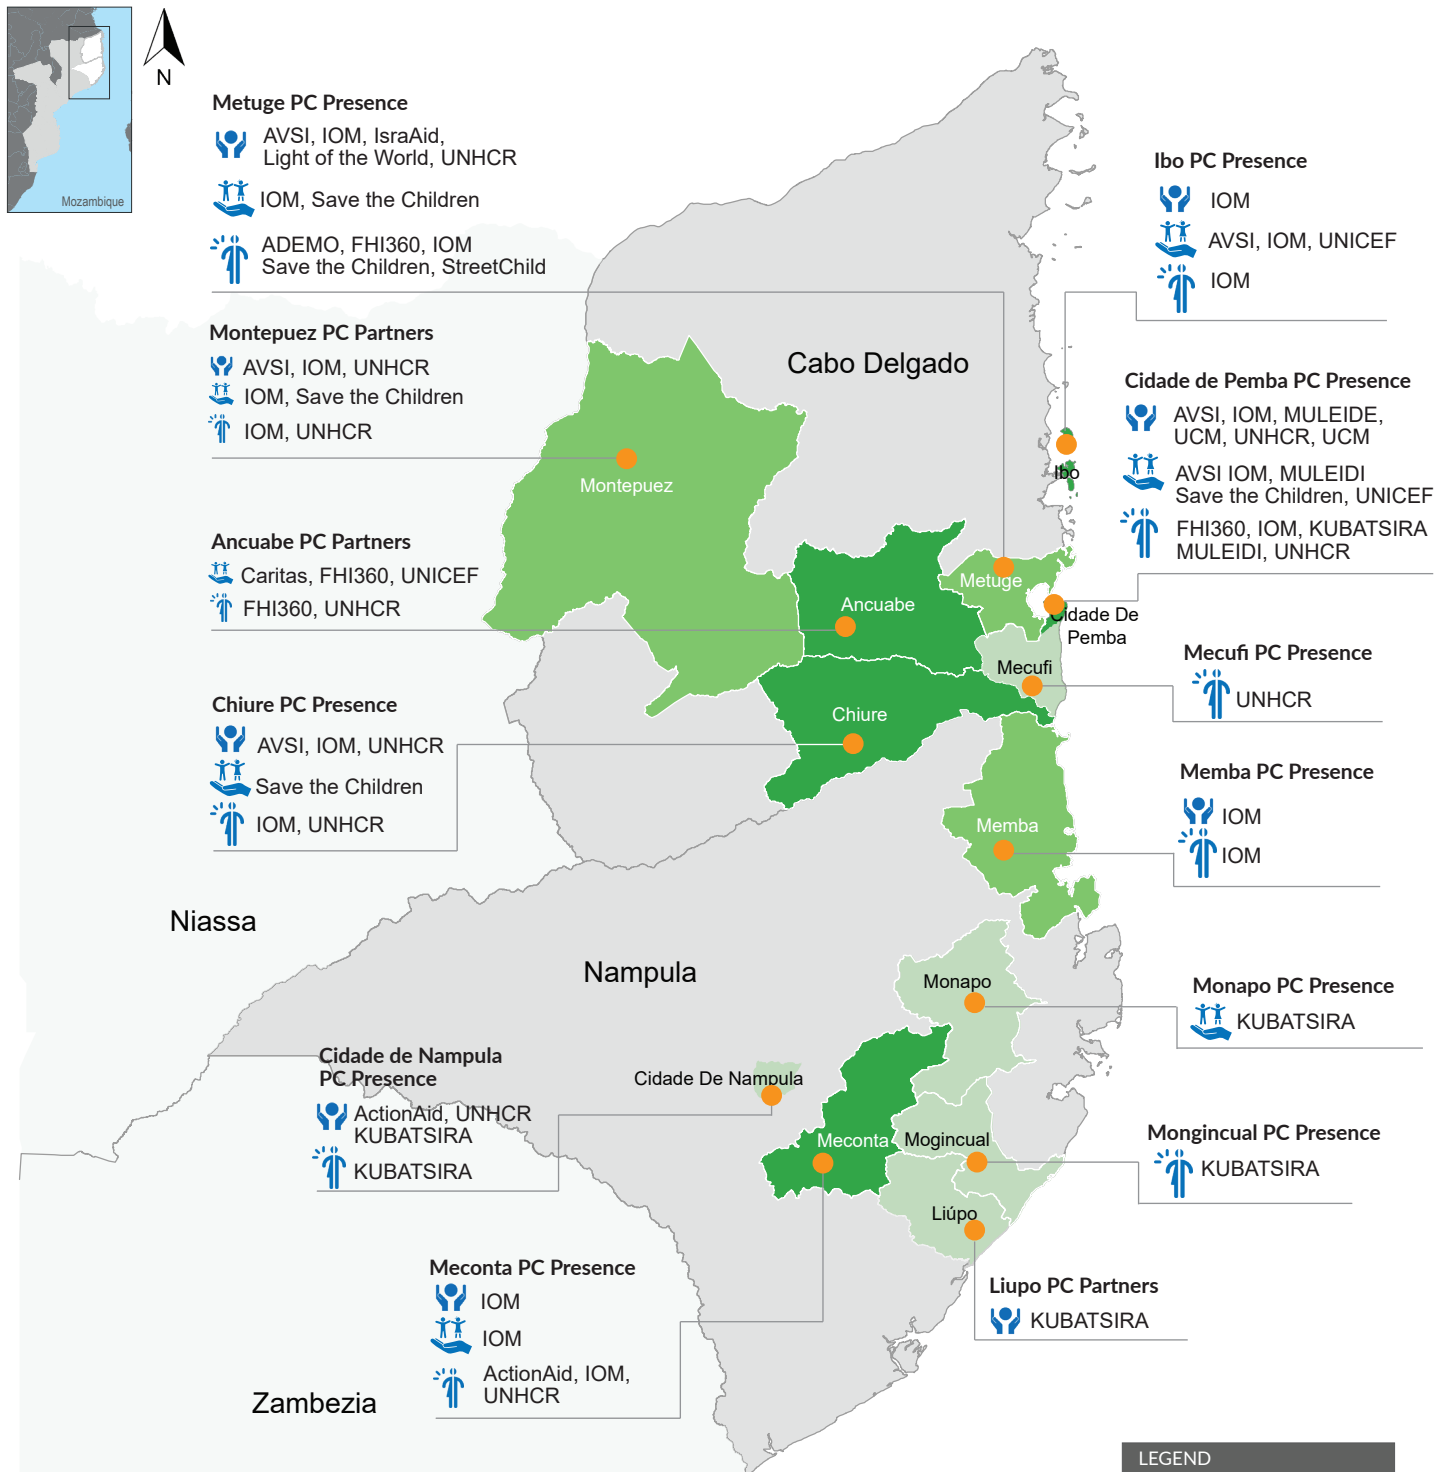 Mozambique
N
Metuge PC Presence
AVSI, IOM, IsraAid,
Light of the World, UNHCR
IOM, Save the Children
ADEMO, FHI360, IOM
Save the Children, StreetChild
Montepuez PC Partners
AVSI, IOM, UNHCR
IOM, Save the Children
IOM, UNHCR
Ancuabe PC Partners
Caritas, FHI360, UNICEF
FHI360, UNHCR
Chiure PC Presence
AVSI, IOM, UNHCR
Save the Children
IOM, UNHCR
Ibo PC Presence
IOM
AVSI, IOM, UNICEF
IOM
Cidade de Pemba PC Presence
AVSI, IOM, MULEIDE,
UCM, UNHCR, UCM
AVSI IOM, MULEIDI
Save the Children, UNICEF
FHI360, IOM, KUBATSIRA
MULEIDI, UNHCR
Mecufi PC Presence
UNHCR
Memba PC Presence
IOM
IOM
Monapo PC Presence
KUBATSIRA
Mongincual PC Presence
KUBATSIRA
Liupo PC Partners
KUBATSIRA
Cidade de Nampula
PC Presence
ActionAid, UNHCR
KUBATSIRA
KUBATSIRA
Meconta PC Presence
IOM
IOM
ActionAid, IOM,
UNHCR
Cabo Delgado
Montepuez
Ibo
Metuge
Ancuabe
Cidade De
Pemba
Mecufi
Chiure
Memba
Niassa
Nampula
Monapo
Cidade De Nampula
Meconta
Mogincual
Liúpo
Zambezia
LEGEND